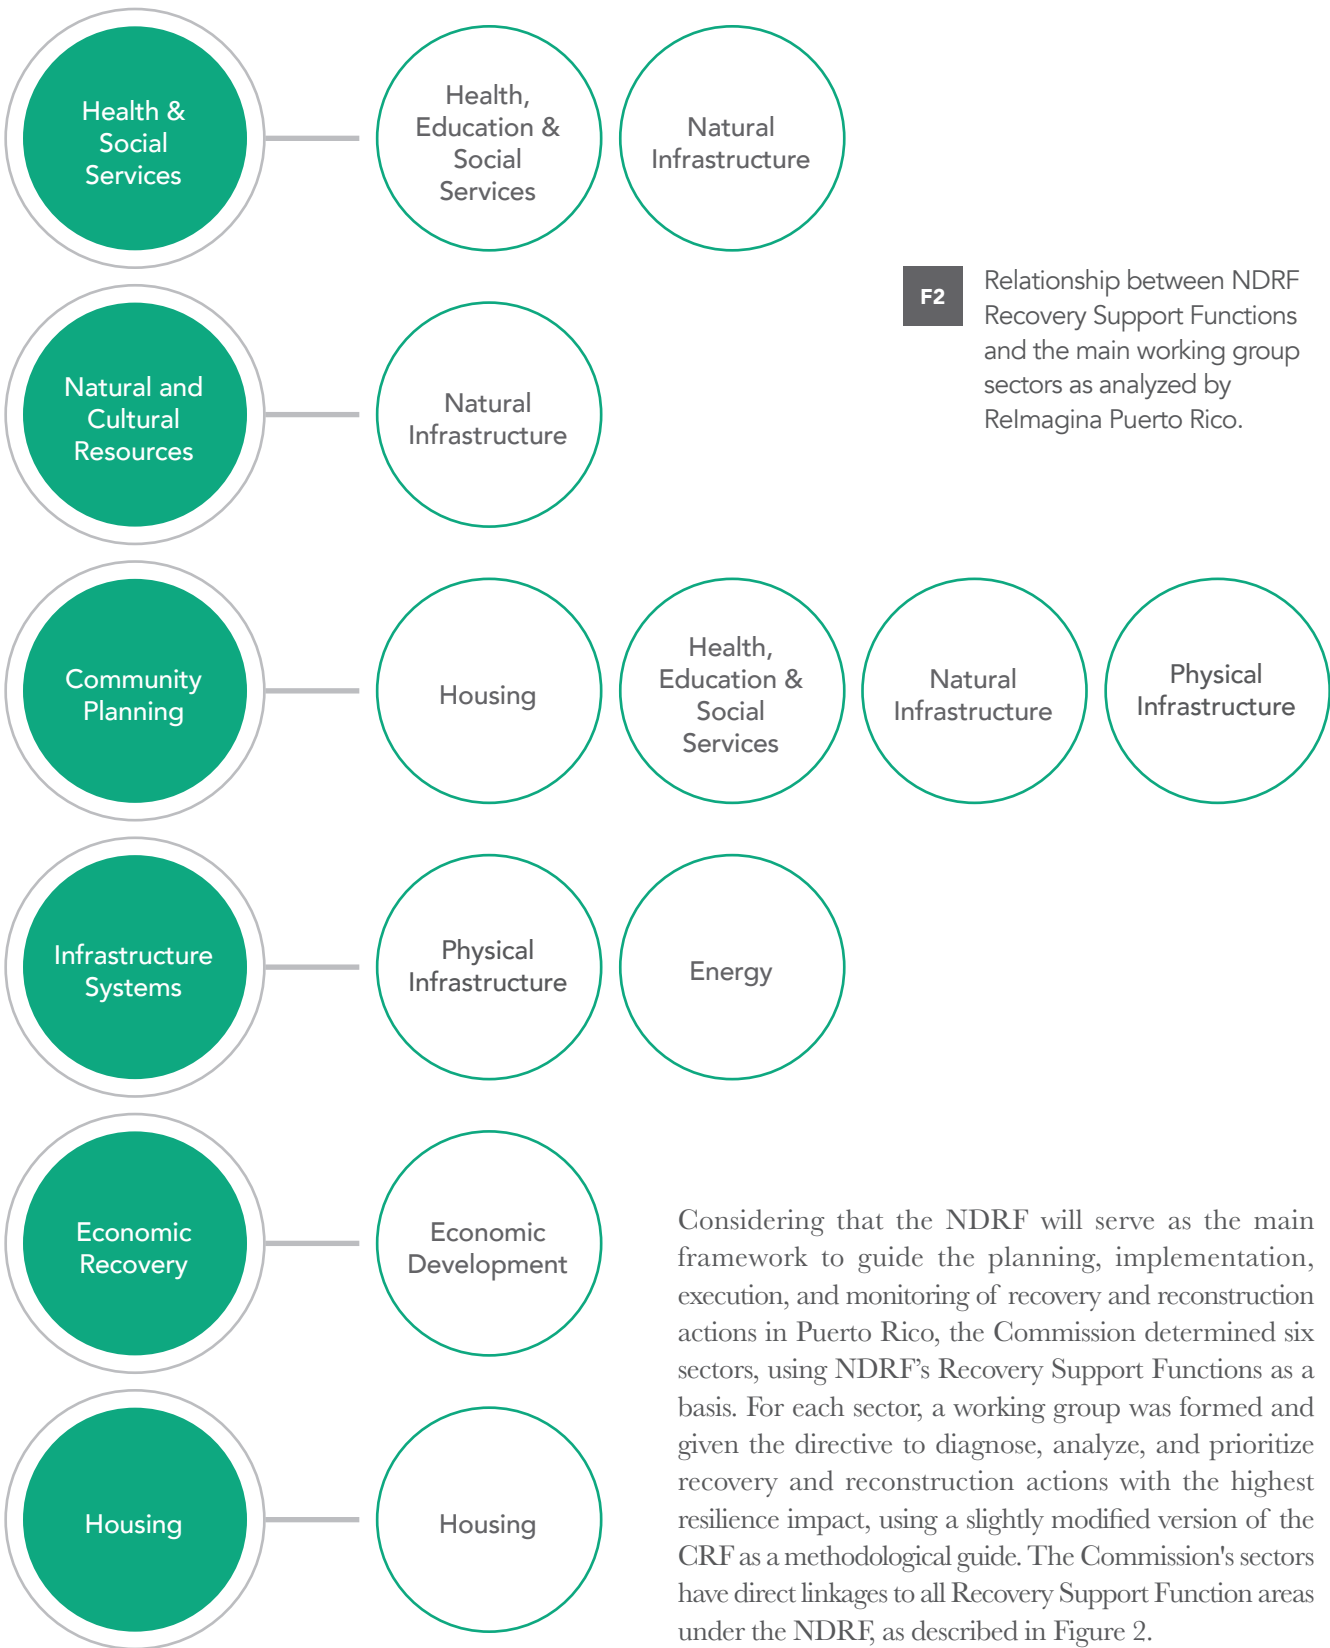 Health &
Social
Services
Health,
Education &
Social
Services
Natural
Infrastructure
F2
Relationship between NDRF
Recovery Support Functions
and the main working group
sectors as analyzed by
ReImagina Puerto Rico.
Natural and
Cultural
Resources
Natural
Infrastructure
Community
Planning
Housing
Health,
Education &
Social
Services
Natural
Infrastructure
Physical
Infrastructure
Infrastructure
Systems
Physical
Infrastructure
Energy
Economic
Recovery
Economic
Development
Housing
Housing
Considering that the NDRF will serve as the main
framework to guide the planning, implementation,
execution, and monitoring of recovery and reconstruction
actions in Puerto Rico, the Commission determined six
sectors, using NDRF’s Recovery Support Functions as a
basis. For each sector, a working group was formed and
given the directive to diagnose, analyze, and prioritize
recovery and reconstruction actions with the highest
resilience impact, using a slightly modified version of the
CRF as a methodological guide. The Commission's sectors
have direct linkages to all Recovery Support Function areas
under the NDRF, as described in Figure 2.